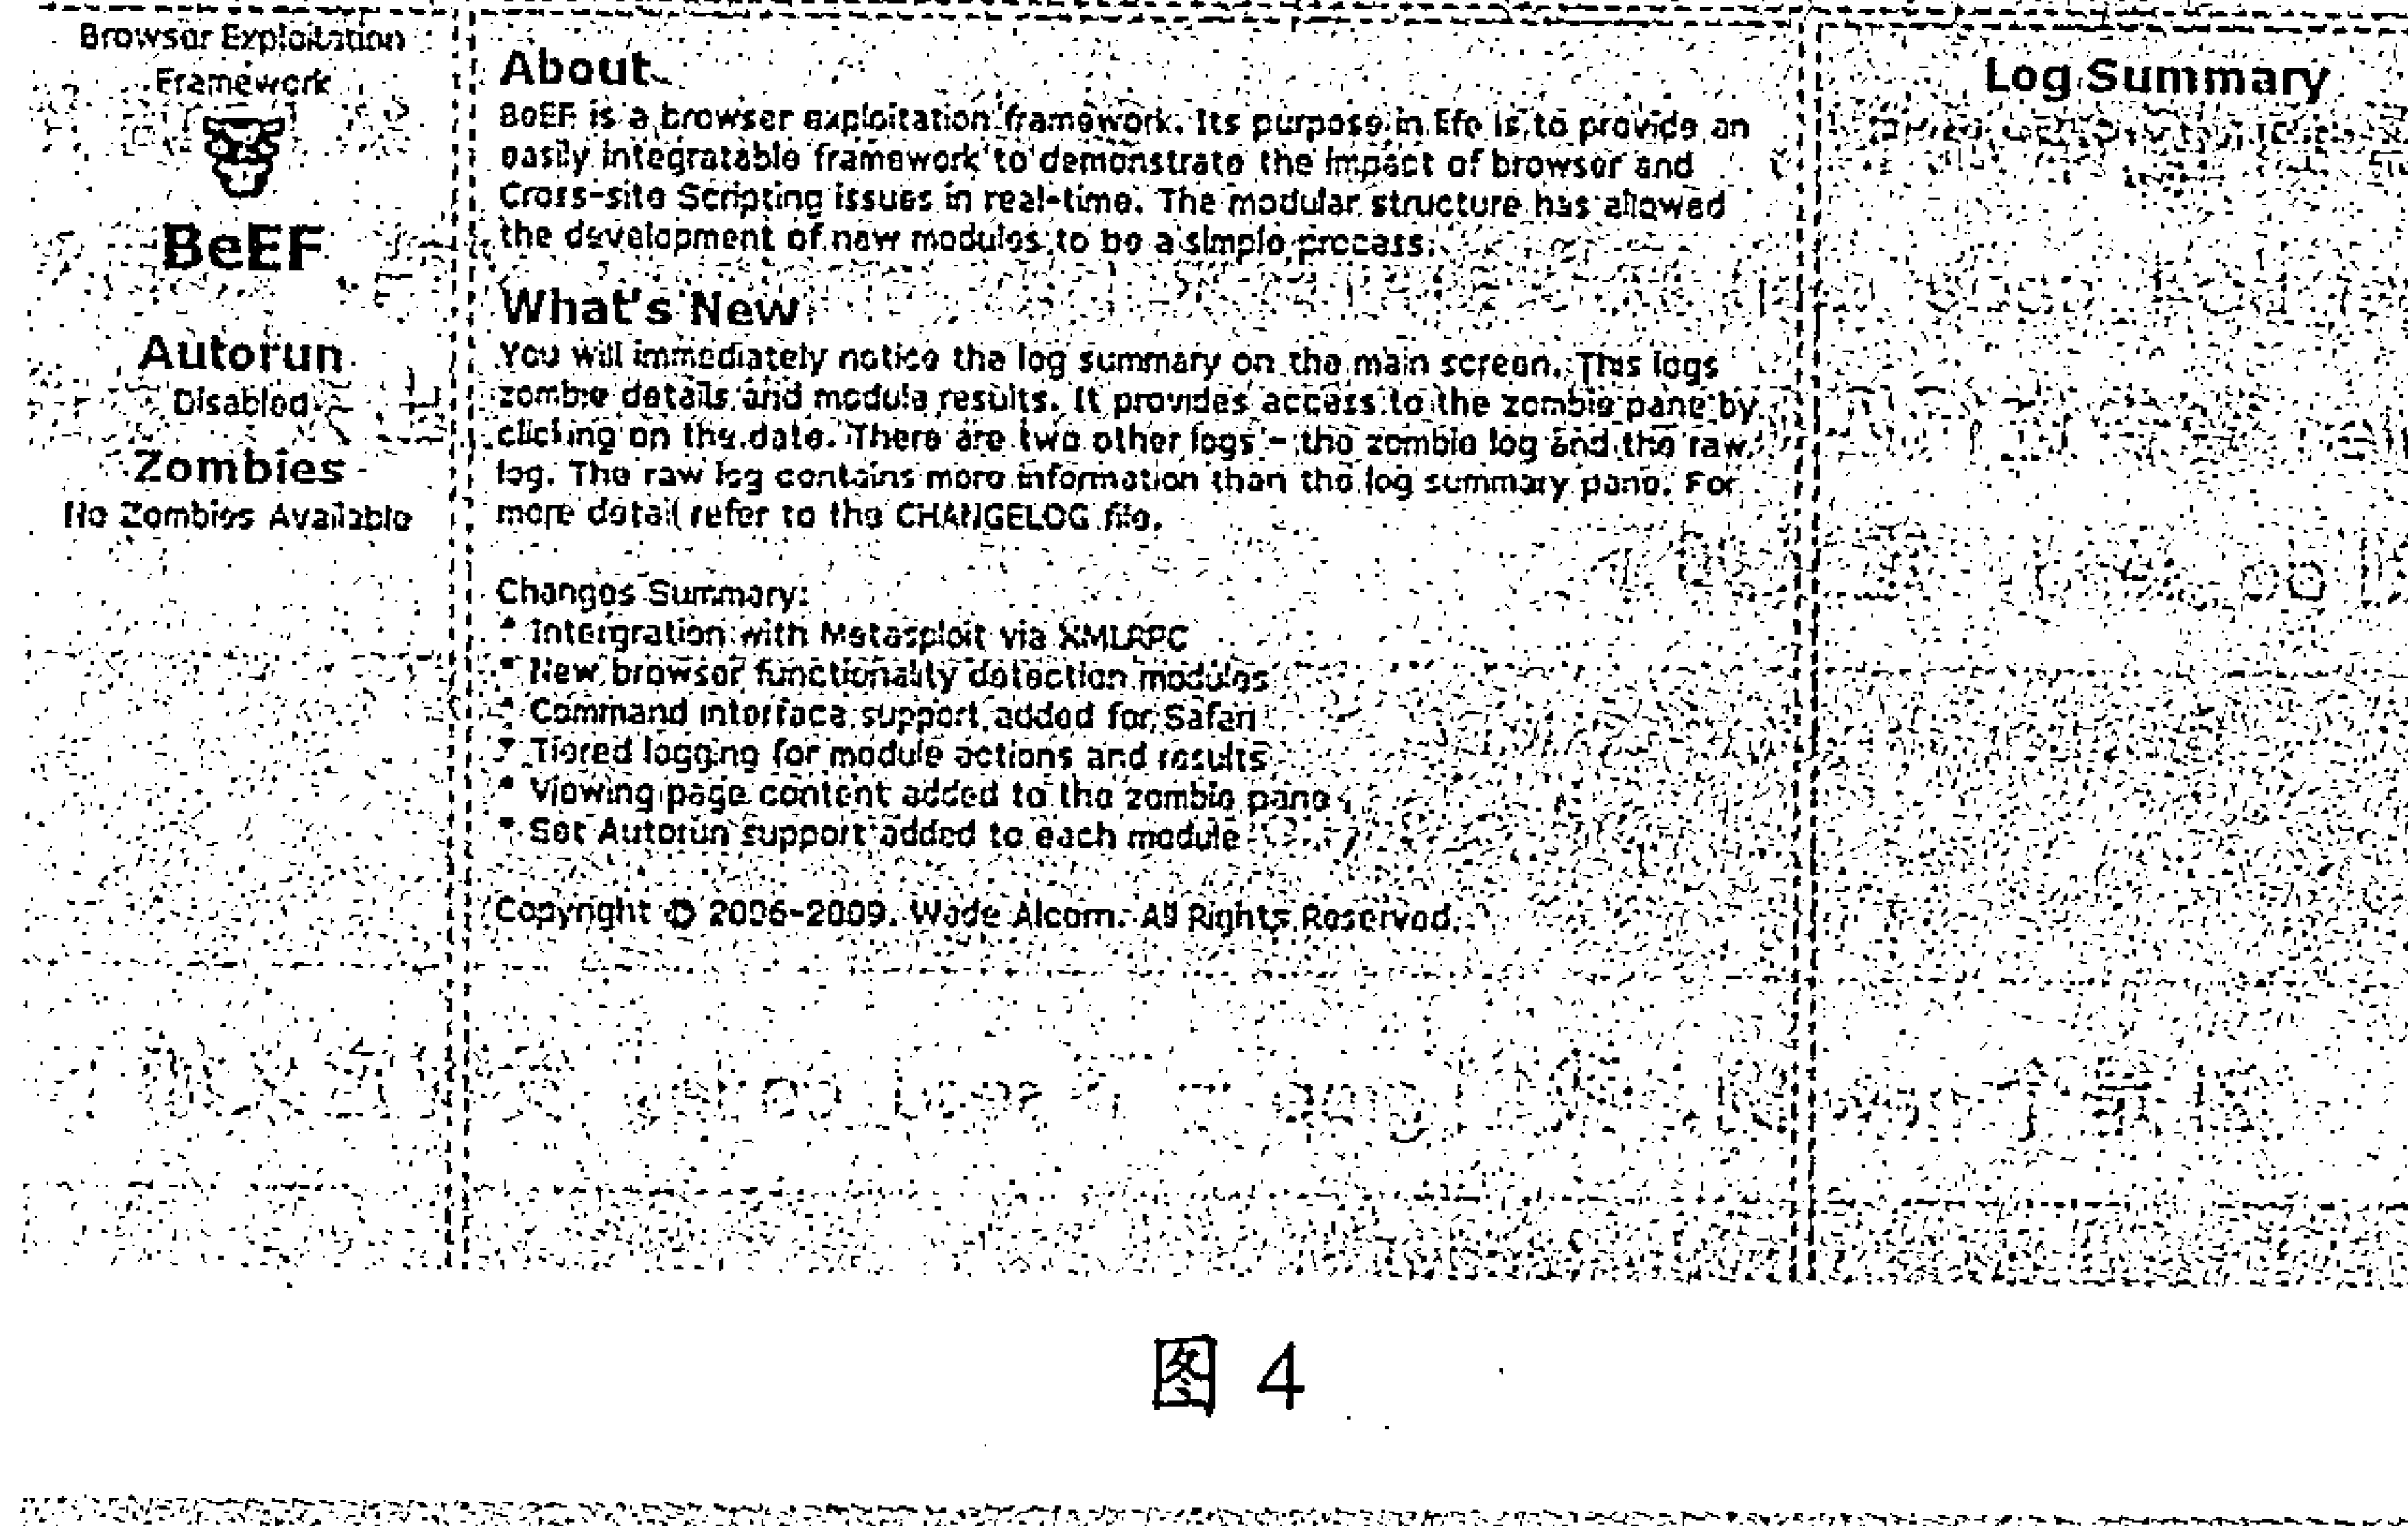 Browser Exploitation
Framework
BeEF
Autorun
Disabled
Zombies
No Zombies Available
About
BeEF is a browser exploitation framework. Its purpose in life is to provide an
easily integratable framework to demonstrate the impact of browser and
Cross-site Scripting issues in real-time. The modular structure has allowed
the development of new modules to be a simple process.
What's New
You will immediately notice the log summary on the main screen. This logs
zombie details and module results. It provides access to the zombie pane by
clicking on the date. There are two other logs - the zombie log and the raw
log. The raw log contains more information than the log summary pane. For
more detail refer to the CHANGELOG file.
Changes Summary:
* Intergration with Metasploit via XMLRPC
* New browser functionality detection modules
* Command interface support added for Safari
* Tiered logging for module actions and results
* Viewing page content added to the zombie pane
* Set Autorun support added to each module
Copyright © 2006-2009. Wade Alcorn. All Rights Reserved.
Log Summary
图 4